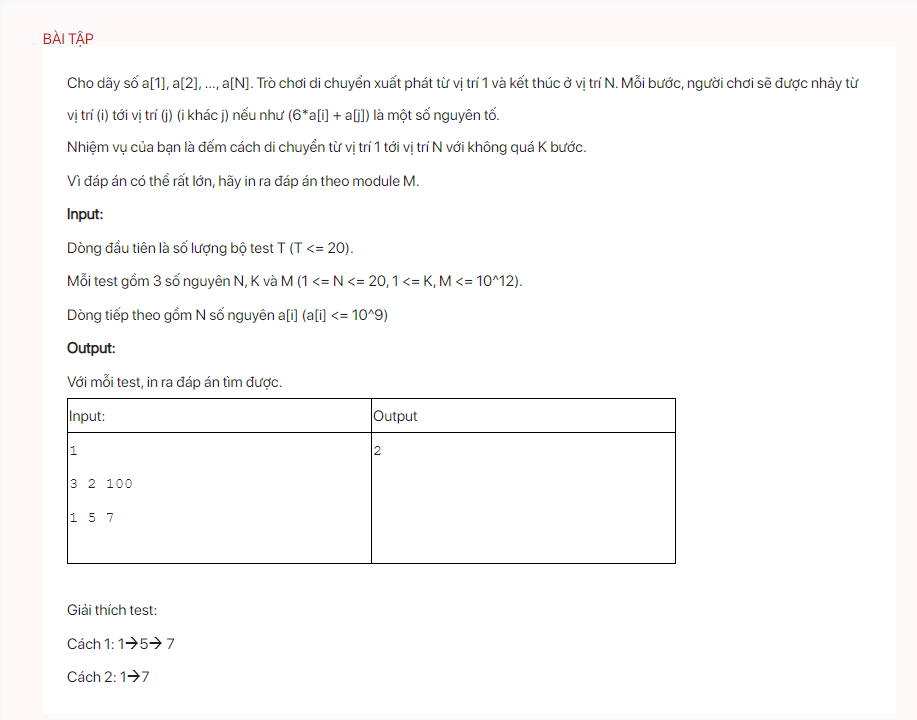 BÀI TẬP
Cho dãy số a[1], a[2], ..., a[N]. Trò chơi di chuyển xuất phát từ vị trí 1 và kết thúc ở vị trí N. Mỗi bước, người chơi sẽ được nhảy từ
vị trí (i) tới vị trí (j) (i khác j) nếu như (6*a[i] + a[j]) là một số nguyên tố.
Nhiệm vụ của bạn là đếm cách di chuyển từ vị trí 1 tới vị trí N với không quá K bước.
Vì đáp án có thể rất lớn, hãy in ra đáp án theo module M.
Input:
Dòng đầu tiên là số lượng bộ test T (T <= 20).
Mỗi test gồm 3 số nguyên N, K và M (1 <= N <= 20, 1 <= K, M <= 10^12).
Dòng tiếp theo gồm N số nguyên a[i] (a[i] <= 10^9)
Output:
Với mỗi test, in ra đáp án tìm được.
Input: Output
1 2
3 2 100
1 5 7
Giải thích test:
Cách 1: 1→5→ 7
Cách 2: 1→7